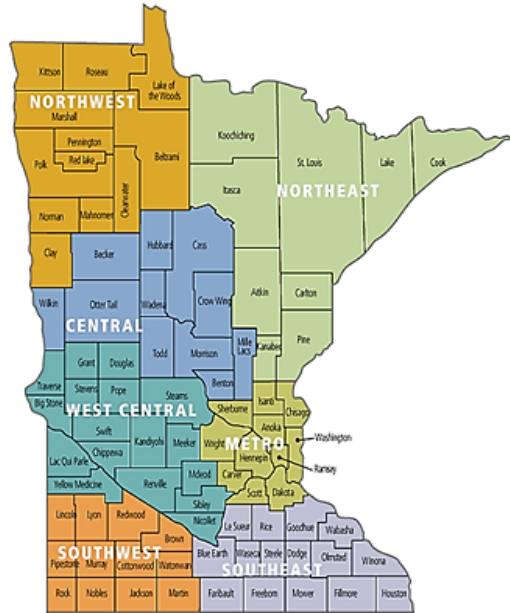 Kittson
Roseau
Lake of
the Woods
NORTHWEST
Marshall
Pennington
Red lake
Polk
Beltrami
Clearwater
Norman
Mahnomen
Clay
Koochiching
St. Louis
Lake
Cook
Itasca
NORTHEAST
Aitkin
Carlton
Kanabec
Pine
Becker
Hubbard
Cass
Wilkin
Otter Tail
Wadena
Crow Wing
CENTRAL
Todd
Morrison
Mille
Lacs
Benton
Grant
Douglas
Traverse
Stevens
Pope
Stearns
Big Stone
WEST CENTRAL
Swift
Kandiyohi
Meeker
Chippewa
Lac Qui Parle
Yellow Medicine
Renville
Mcleod
Sibley
Nicollet
Sherburne
Isanti
Chisago
Anoka
Wright
METRO
Washington
Hennepin
Ramsey
Carver
Scott
Dakota
Lincoln
Lyon
Redwood
Brown
SOUTHWEST
Pipestone
Murray
Cottonwood
Watonwan
Rock
Nobles
Jackson
Martin
Le Sueur
Rice
Goodhue
Wabasha
Blue Earth
Waseca
Steele
Dodge
Olmsted
Winona
SOUTHEAST
Faribault
Freeborn
Mower
Fillmore
Houston